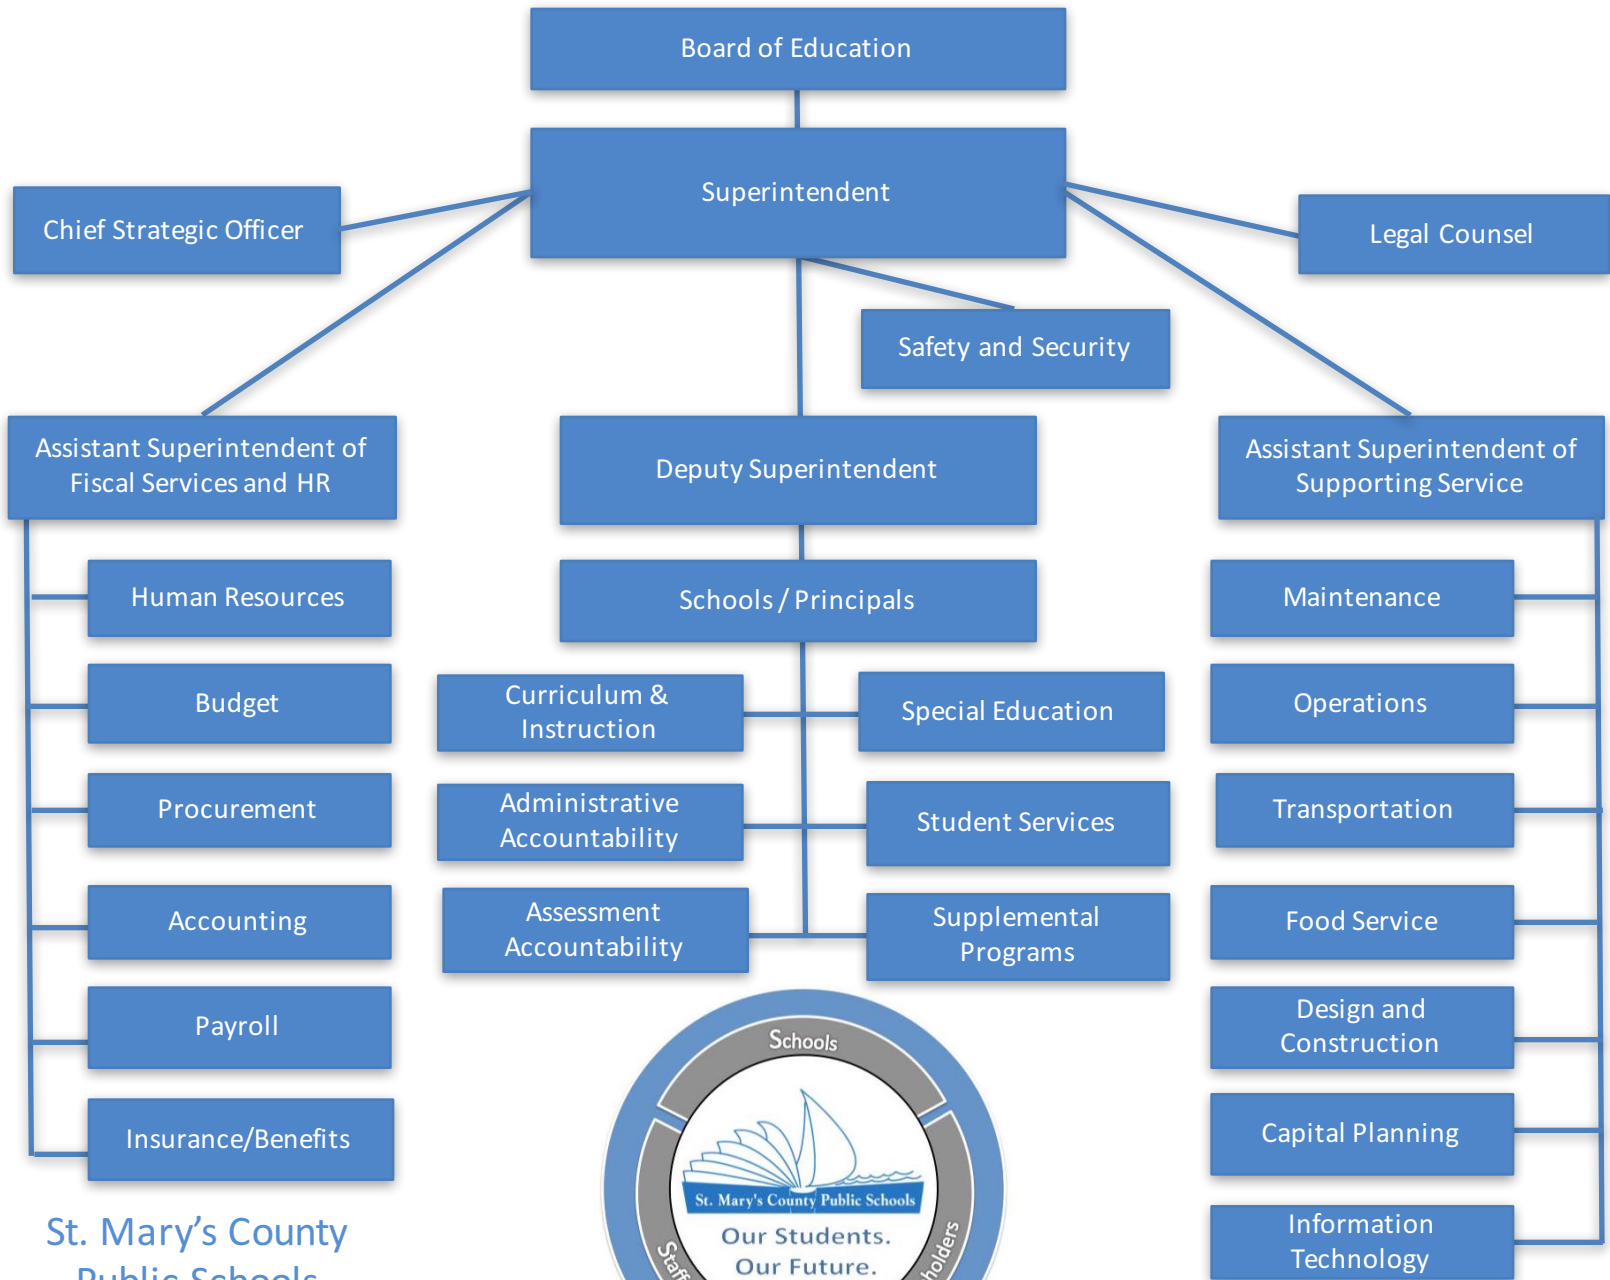 Board of Education
Superintendent
Chief Strategic Officer
Legal Counsel
Safety and Security
Assistant Superintendent of
Fiscal Services and HR
Deputy Superintendent
Assistant Superintendent of
Supporting Service
Human Resources
Schools / Principals
Maintenance
Budget
Curriculum &
Instruction
Special Education
Operations
Procurement
Administrative
Accountability
Student Services
Transportation
Accounting
Assessment
Accountability
Supplemental
Programs
Food Service
Payroll
Design and
Construction
Insurance/Benefits
Capital Planning
Information
Technology
Schools
St. Mary's County Public Schools
Our Students.
Our Future.
St. Mary’s County
Public Schools